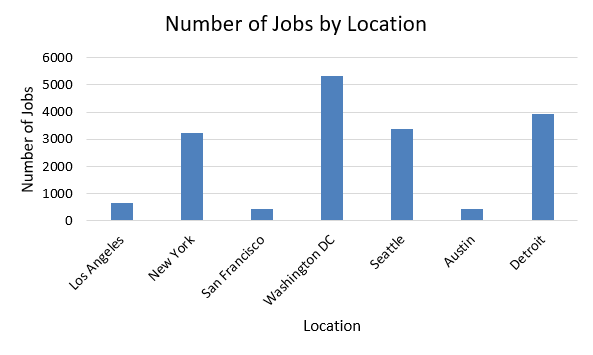 Number of Jobs by Location
Number of Jobs
6000
5000
4000
3000
2000
1000
0
Los Angeles
New York
San Francisco
Washington DC
Seattle
Austin
Detroit
Location